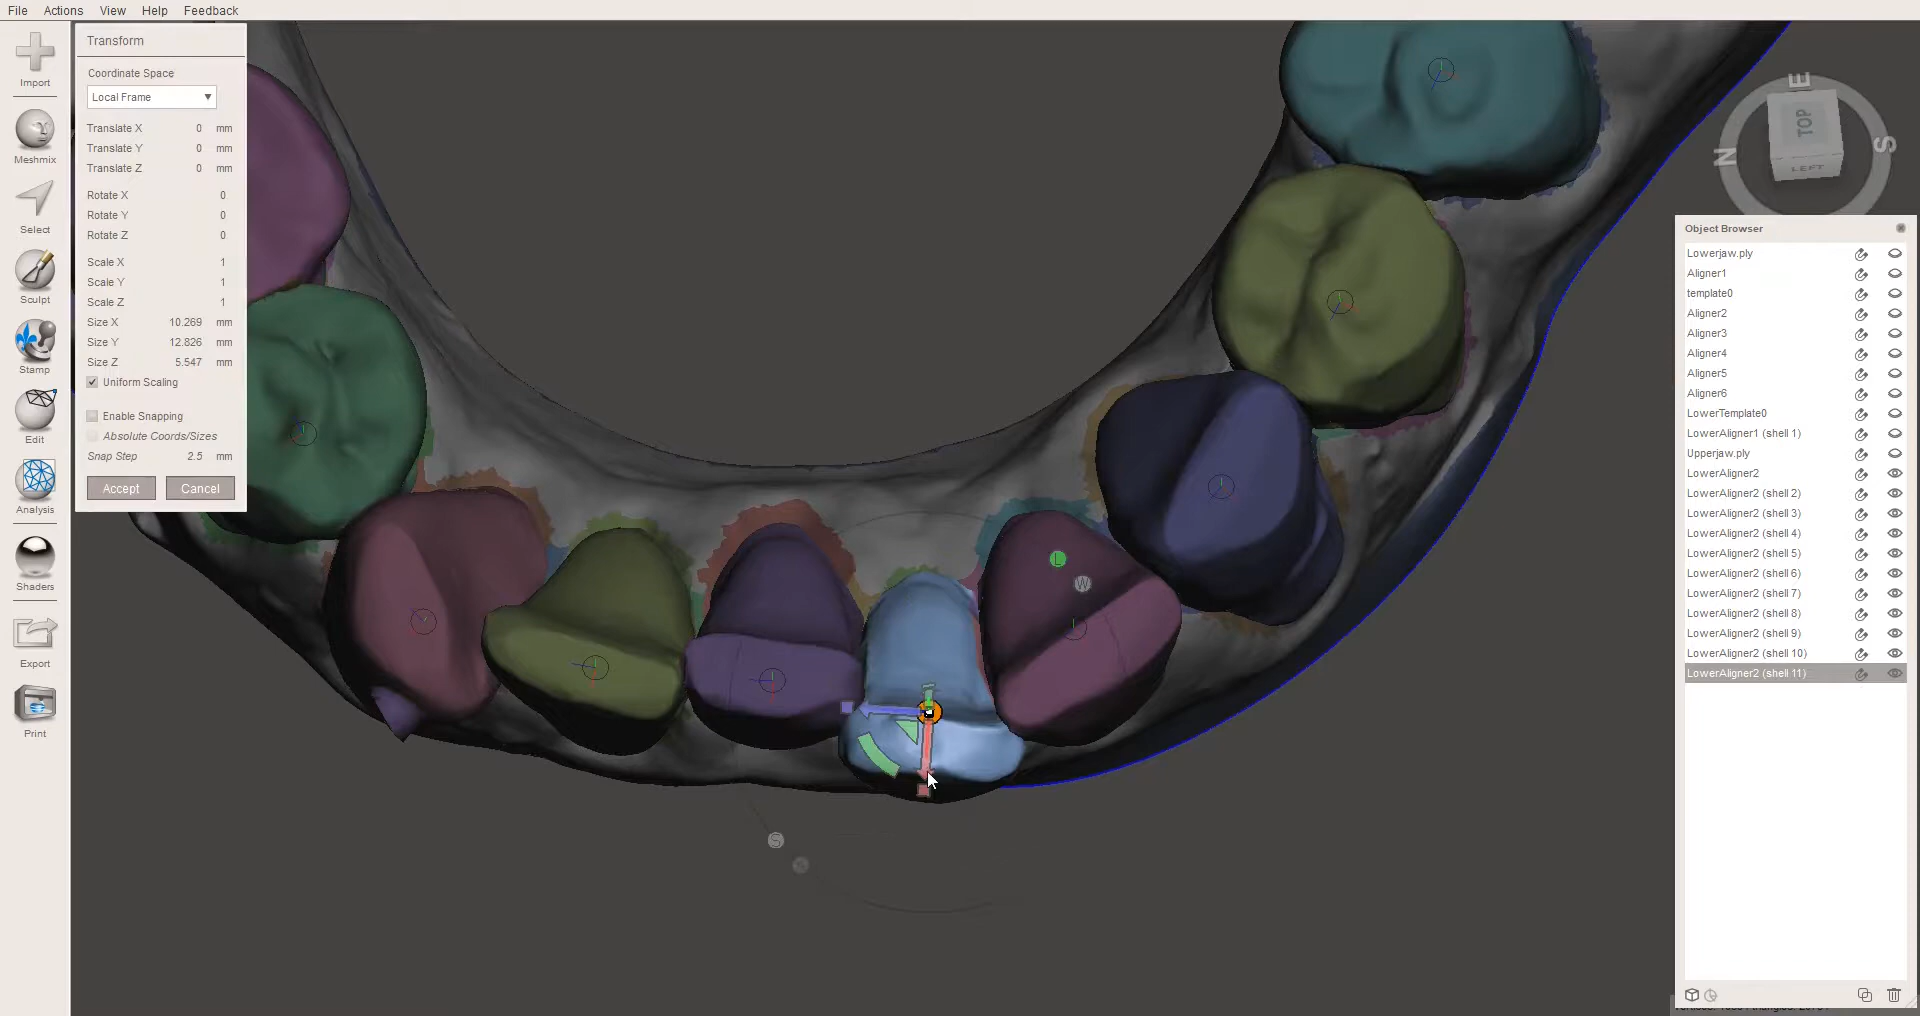 File Actions View Help Feedback
Import
Meshmix
Select
Sculpt
Stamp
Edit
Analysis
Shaders
Export
Print
Transform
Coordinate Space
Local Frame
Translate X 0 mm
Translate Y 0 mm
Translate Z 0 mm
Rotate X 0
Rotate Y 0
Rotate Z 0
Scale X 1
Scale Y 1
Scale Z 1
Size X 10.269 mm
Size Y 12.826 mm
Size Z 5.547 mm
Uniform Scaling
Enable Snapping
Absolute Coords/Sizes
Snap Step 2.5 mm
Accept Cancel
L
W
S
E
N
S
TOP
LEFT
Object Browser
Lowerjaw.ply
Aligner1
template0
Aligner2
Aligner3
Aligner4
Aligner5
Aligner6
LowerTemplate0
LowerAligner1 (shell 1)
Upperjaw.ply
LowerAligner2
LowerAligner2 (shell 2)
LowerAligner2 (shell 3)
LowerAligner2 (shell 4)
LowerAligner2 (shell 5)
LowerAligner2 (shell 6)
LowerAligner2 (shell 7)
LowerAligner2 (shell 8)
LowerAligner2 (shell 9)
LowerAligner2 (shell 10)
LowerAligner2 (shell 11)